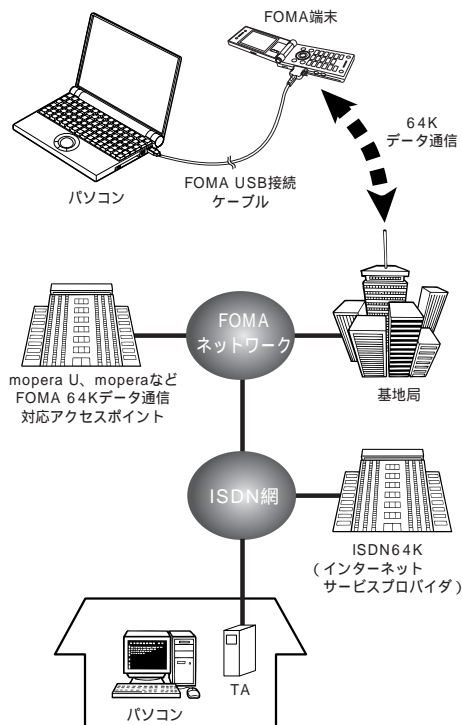 FOMA端末
64K
データ通信
FOMA USB接続
ケーブル
パソコン
FOMA
ネットワーク
mopera U、moperaなど
FOMA 64Kデータ通信
対応アクセスポイント
基地局
ISDN網
ISDN64K
（インターネット
サービスプロバイダ）
TA
パソコン